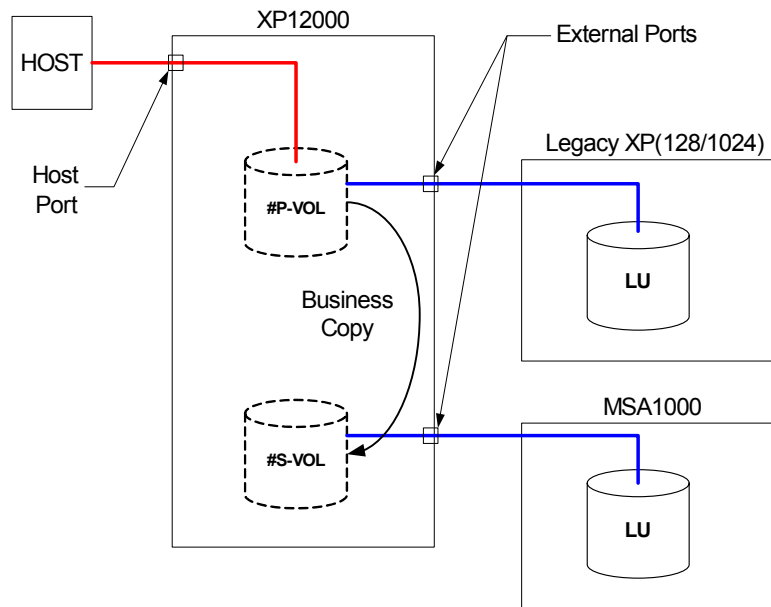 XP12000
HOST
External Ports
Legacy XP(128/1024)
Host
Port
#P-VOL
LU
Business
Copy
MSA1000
#S-VOL
LU